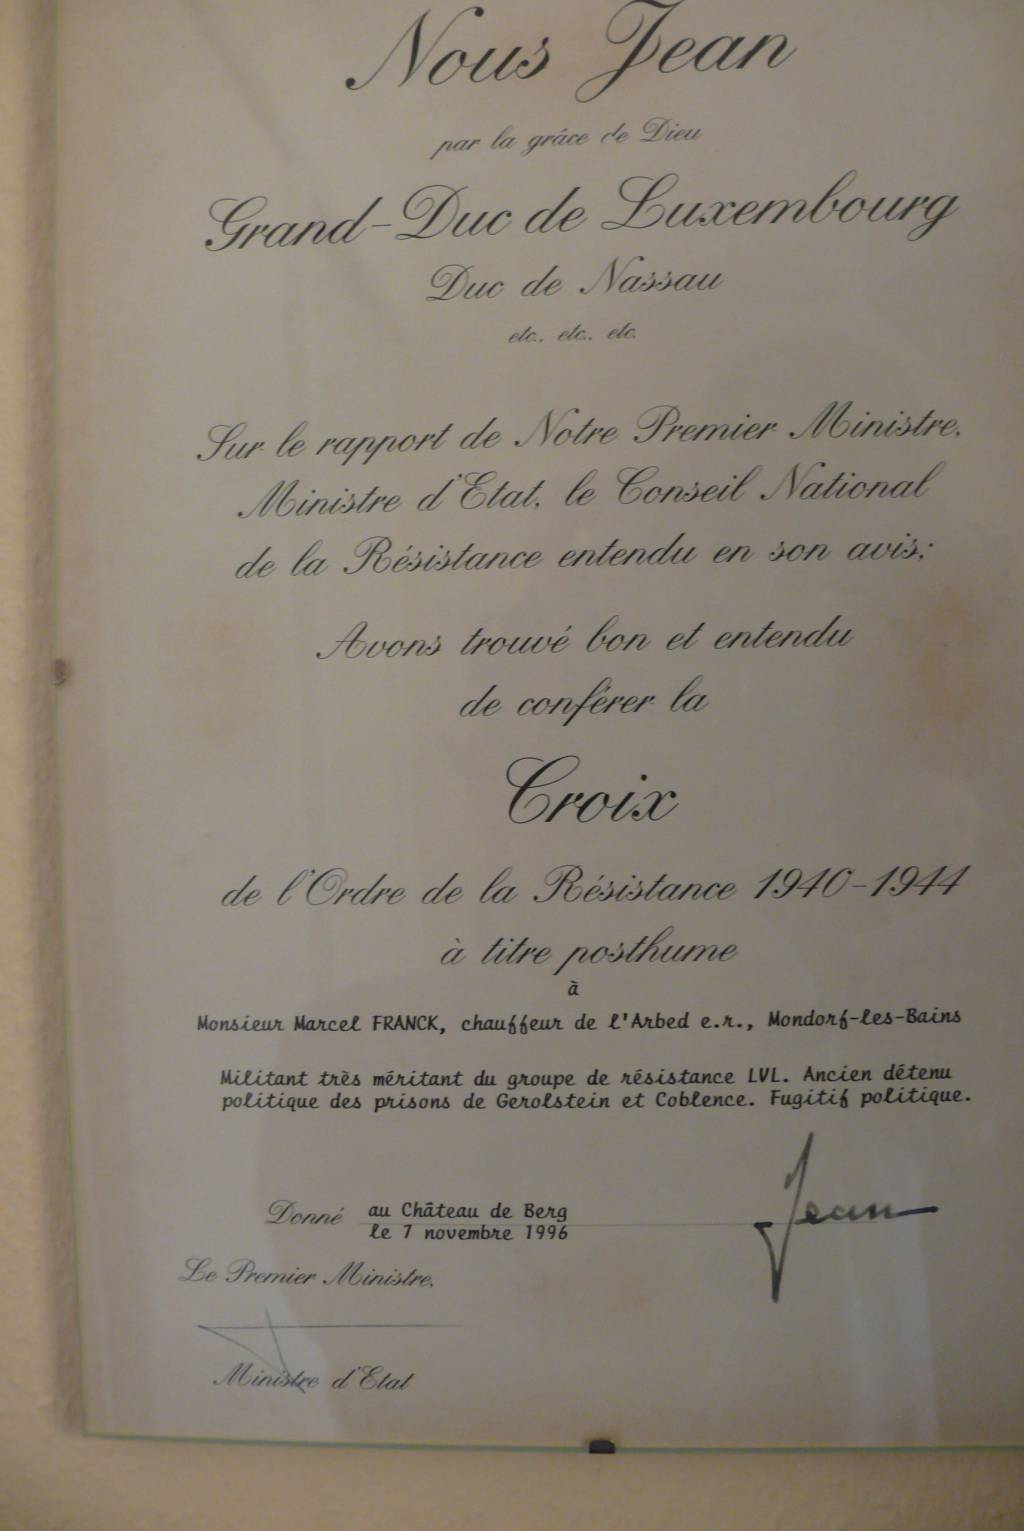 Nous Jean
par la grâce de Dieu
Grand-Duc de Luxembourg
Duc de Nassau
etc., etc., etc.
Sur le rapport de Notre Premier Ministre,
Ministre d'Etat, le Conseil National
de la Résistance entendu en son avis;
Avons trouvé bon et entendu
de conférer la
Croix
de l'Ordre de la Résistance 1940-1944
à titre posthume
à
Monsieur Marcel FRANCK, chauffeur de l'Arbed e.r., Mondorf-les-Bains
Militant très méritant du groupe de résistance LVL. Ancien détenu
politique des prisons de Gerolstein et Coblence. Fugitif politique.
Donné au Château de Berg
le 7 novembre 1996
Jean
Le Premier Ministre,
Ministre d'Etat